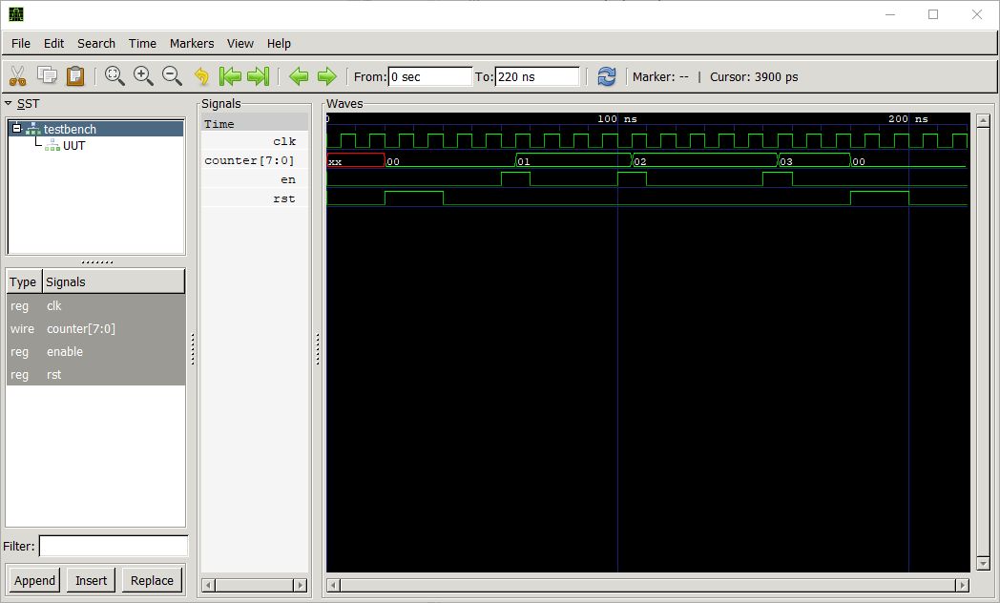 File Edit Search Time Markers View Help
From: 0 sec To: 220 ns Marker: -- | Cursor: 3900 ps
SST
testbench
UUT
Type Signals
reg clk
wire counter[7:0]
reg enable
reg rst
Filter:
Append Insert Replace
Signals
Time
clk
counter[7:0]
en
rst
Waves
0 100 ns 200 ns
xx 00 01 02 03 00